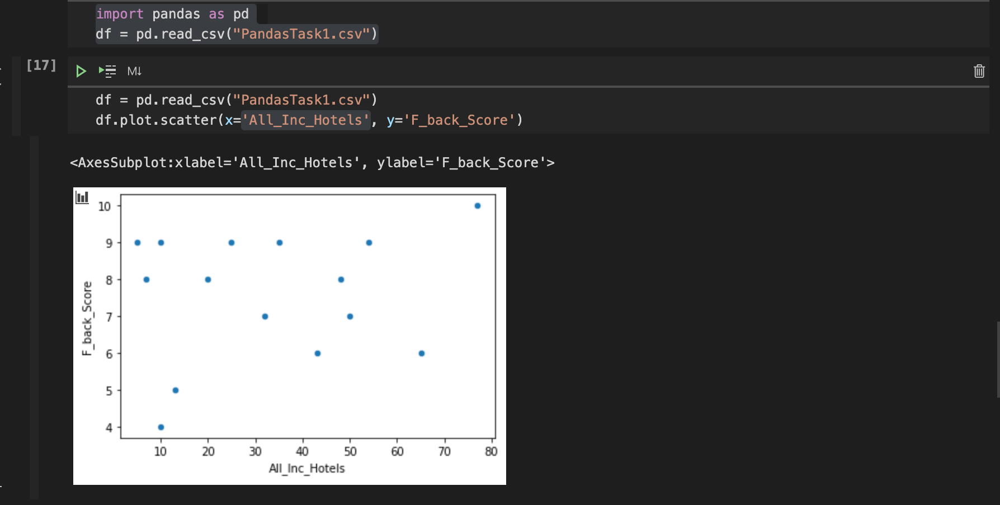 import pandas as pd
df = pd.read_csv("PandasTask1.csv")
[17]
M↓
df = pd.read_csv("PandasTask1.csv")
df.plot.scatter(x='All_Inc_Hotels', y='F_back_Score')
<AxesSubplot:xlabel='All_Inc_Hotels', ylabel='F_back_Score'>
10
9
8
7
6
5
4
F_back_Score
10 20 30 40 50 60 70 80
All_Inc_Hotels